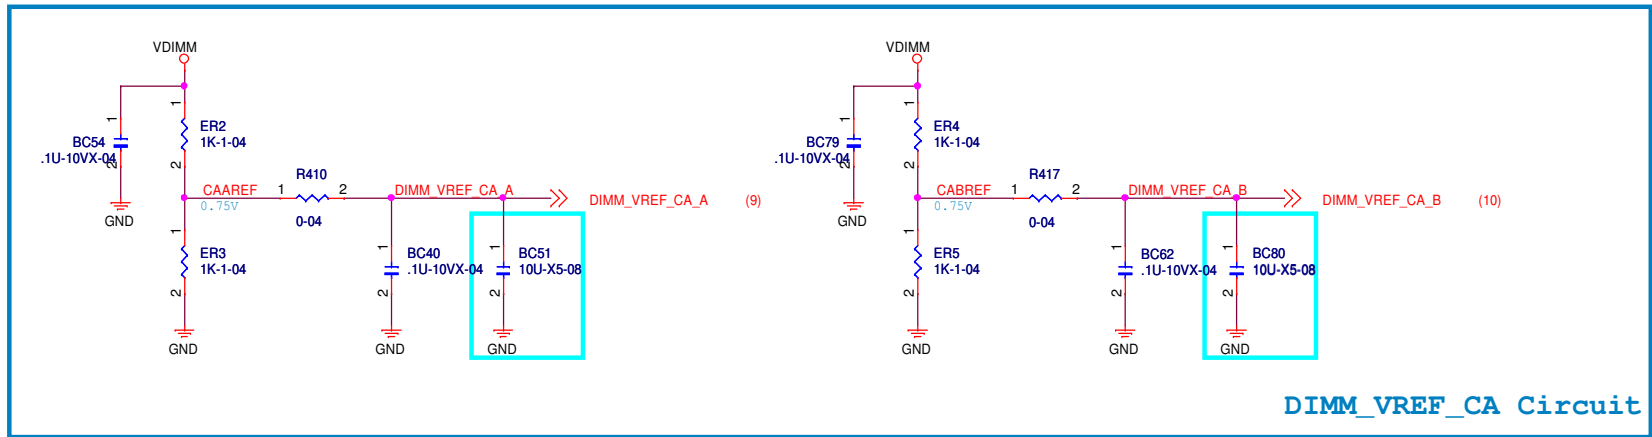 VDIMM
1
1
ER2
1K-1-04
BC54
.1U-10VX-04
2
2
GND
CAAREF
0.75V
1
R410
2
0-04
DIMM_VREF_CA_A
DIMM_VREF_CA_A
(9)
1
ER3
1K-1-04
2
GND
1
BC40
.1U-10VX-04
2
GND
1
BC51
10U-X5-08
2
GND
VDIMM
1
1
ER4
1K-1-04
BC79
.1U-10VX-04
2
2
GND
CABREF
0.75V
1
R417
2
0-04
DIMM_VREF_CA_B
DIMM_VREF_CA_B
(10)
1
ER5
1K-1-04
2
GND
1
BC62
.1U-10VX-04
2
GND
1
BC80
10U-X5-08
2
GND
DIMM_VREF_CA Circuit